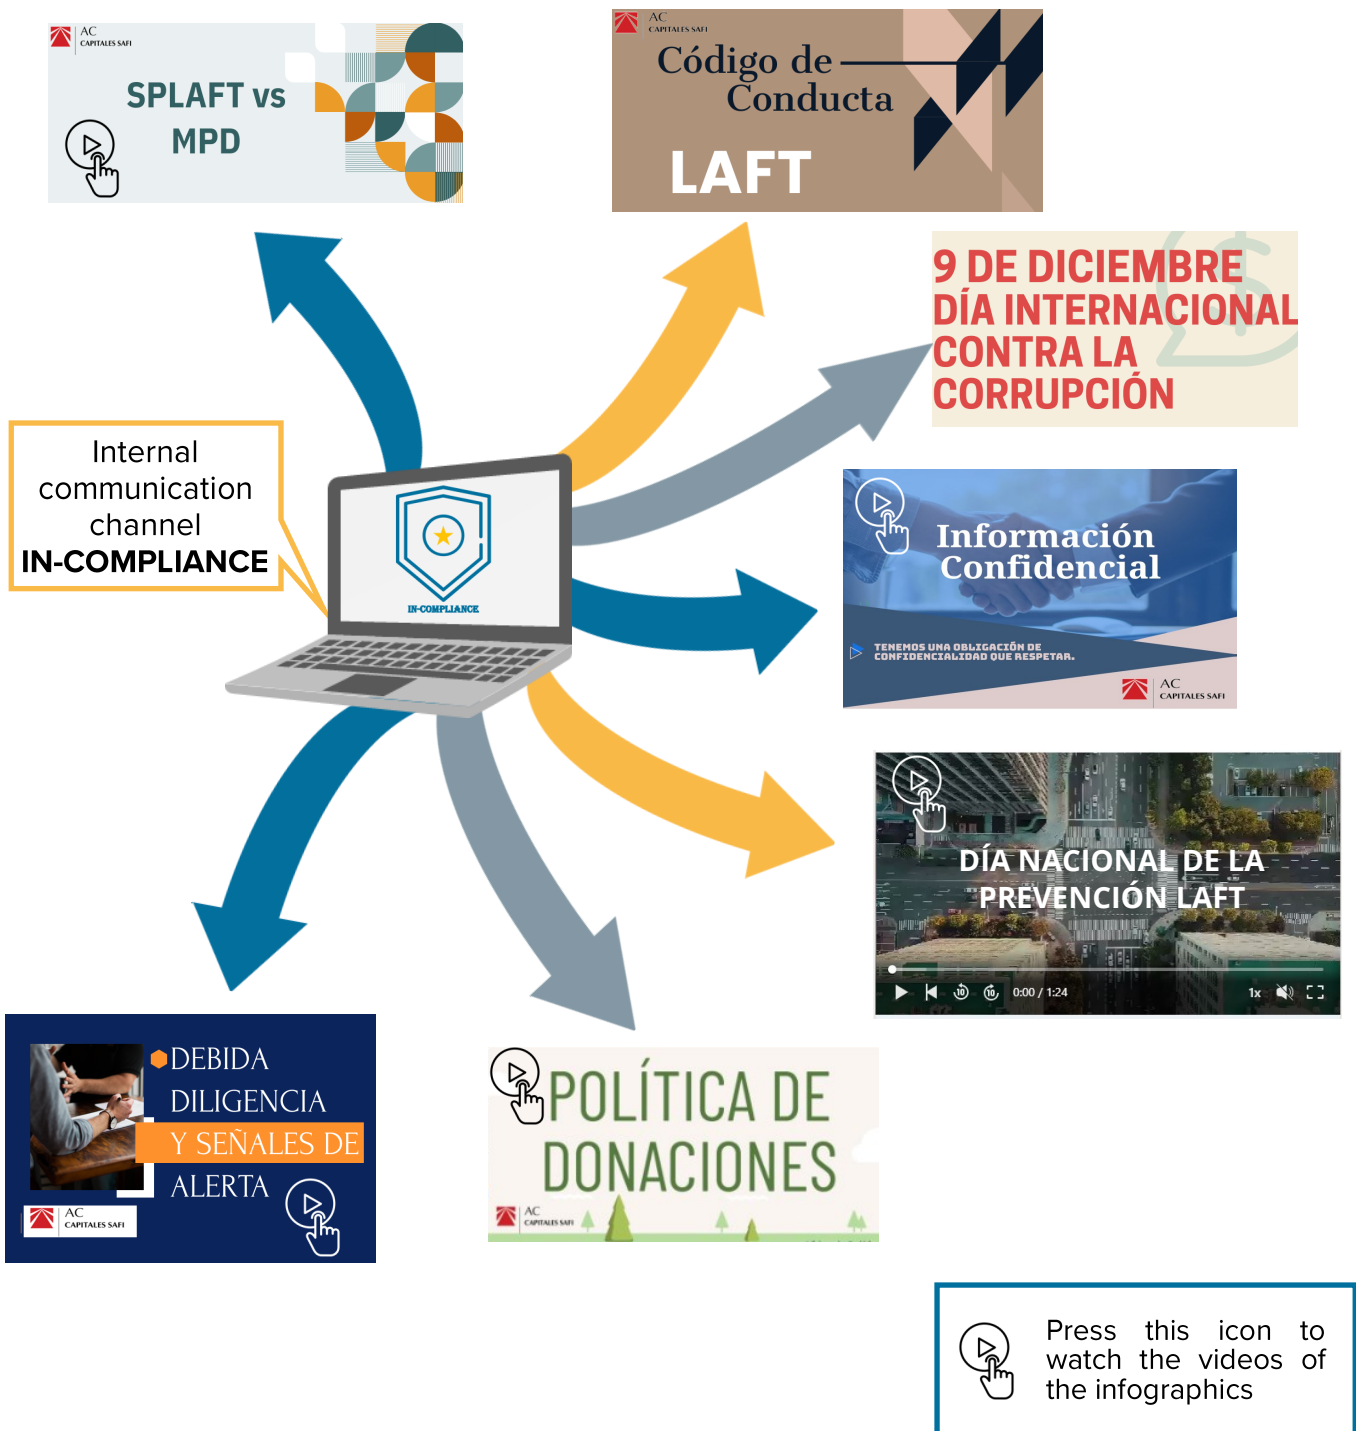 AC
CAPITALES SAFI
SPLAFT vs
MPD
AC
CAPITALES SAFI
Código de
Conducta
LAFT
9 DE DICIEMBRE
DÍA INTERNACIONAL
CONTRA LA
CORRUPCIÓN
Internal
communication
channel
IN-COMPLIANCE
IN-COMPLIANCE
Información
Confidencial
TENEMOS UNA OBLIGACIÓN DE
CONFIDENCIALIDAD QUE RESPETAR.
AC
CAPITALES SAFI
DÍA NACIONAL DE LA
PREVENCIÓN LAFT
10
10
0:00 / 1:24
1x
DEBIDA
DILIGENCIA
Y SEÑALES DE
ALERTA
AC
CAPITALES SAFI
POLÍTICA DE
DONACIONES
AC
CAPITALES SAFI
Press this icon to
watch the videos of
the infographics